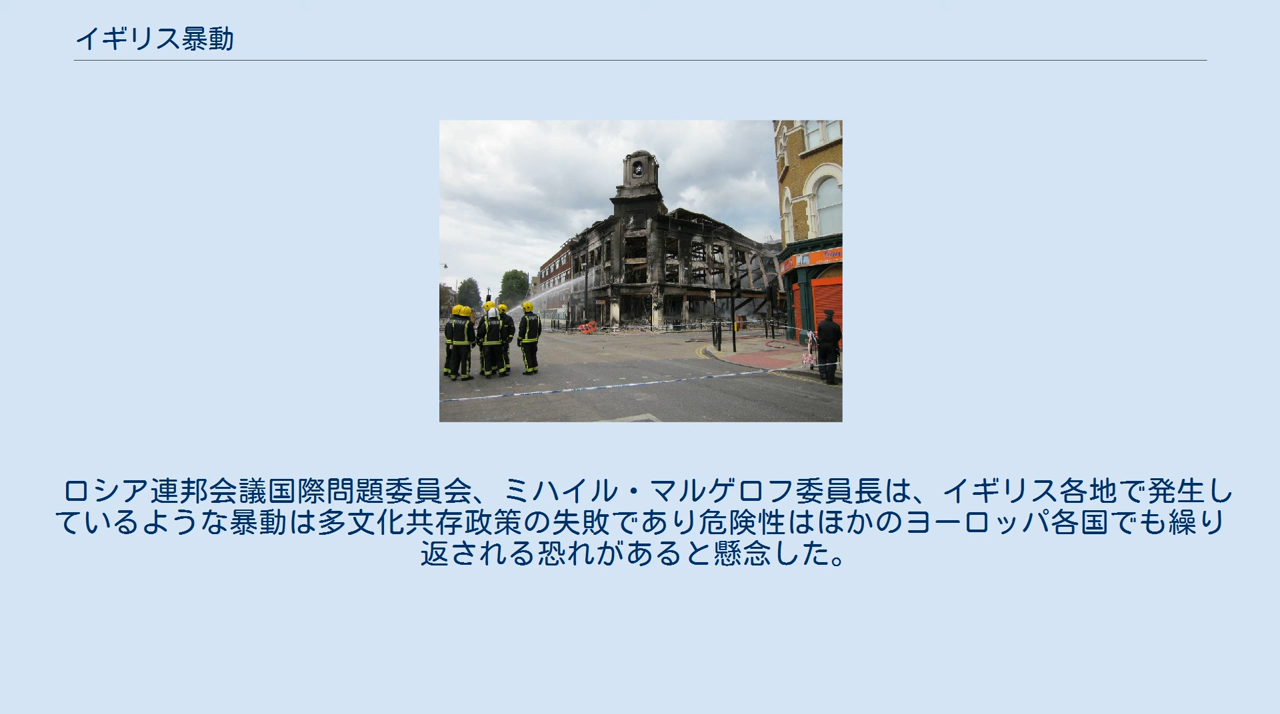 イギリス暴動
ロシア連邦会議国際問題委員会、ミハイル・マルゲロフ委員長は、イギリス各地で発生し
ているような暴動は多文化共存政策の失敗であり危険性はほかのヨーロッパ各国でも繰り
返される恐れがあると懸念した。